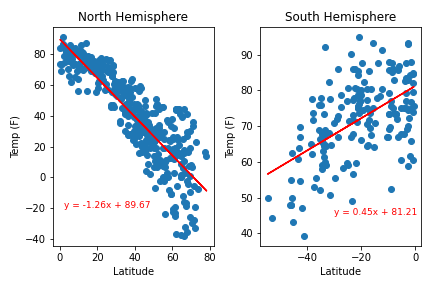 North Hemisphere
80
60
40
20
0
−20
−40
Temp (F)
y = -1.26x + 89.67
0
20
40
60
80
Latitude
South Hemisphere
90
80
70
60
50
40
Temp (F)
y = 0.45x + 81.21
−40
−20
0
Latitude